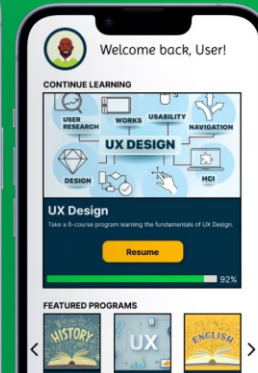 Welcome back, User!
CONTINUE LEARNING
USER
RESEARCH
WORKS
USABILITY
NAVIGATION
UX DESIGN
DESIGN
HCI
UX Design
Take a 6-course program learning the fundamentals of UX Design.
Resume
92%
FEATURED PROGRAMS
HISTORY
UX
ENGLISH